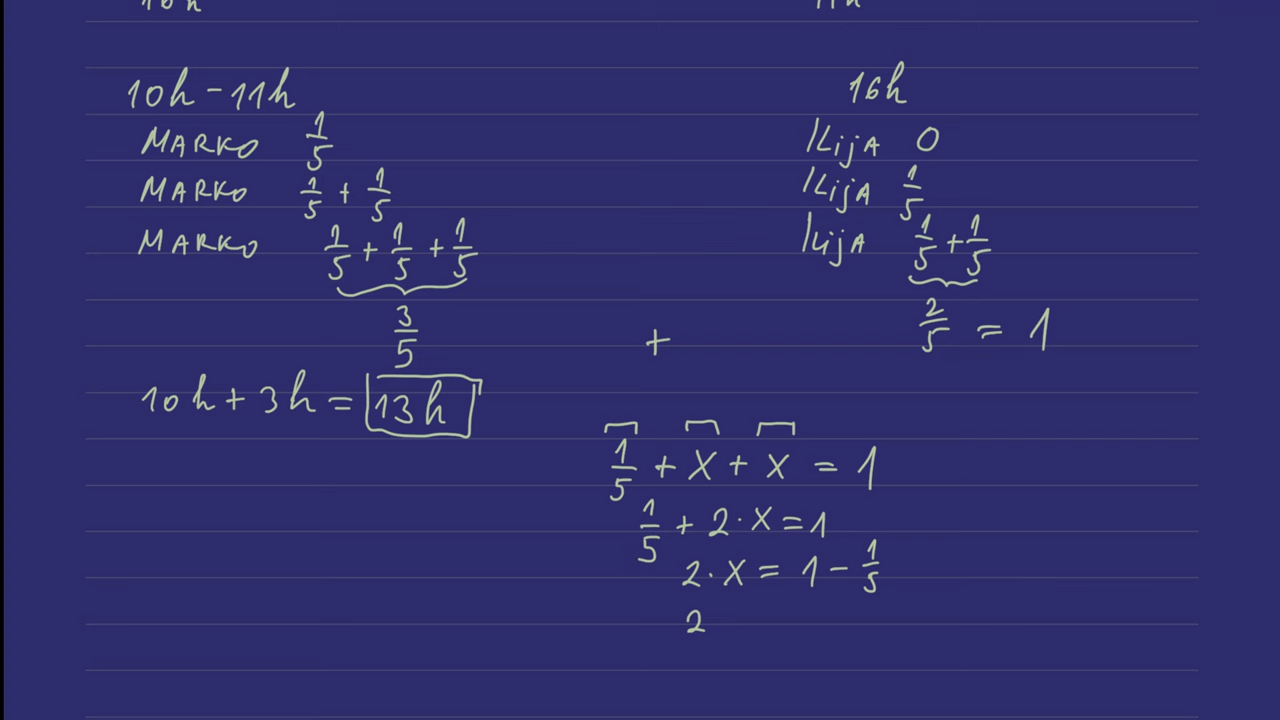 10h - 11h
16h
MARKO 1/5
Ilija 0
MARKO 1/5 + 1/5
Ilija 1/5
MARKO 1/5 + 1/5 + 1/5
Ilija 1/5 + 1/5
3/5 + 2/5 = 1
10h + 3h = 13h
1/5 + x + x = 1
1/5 + 2 · x = 1
2 · x = 1 - 1/5
2